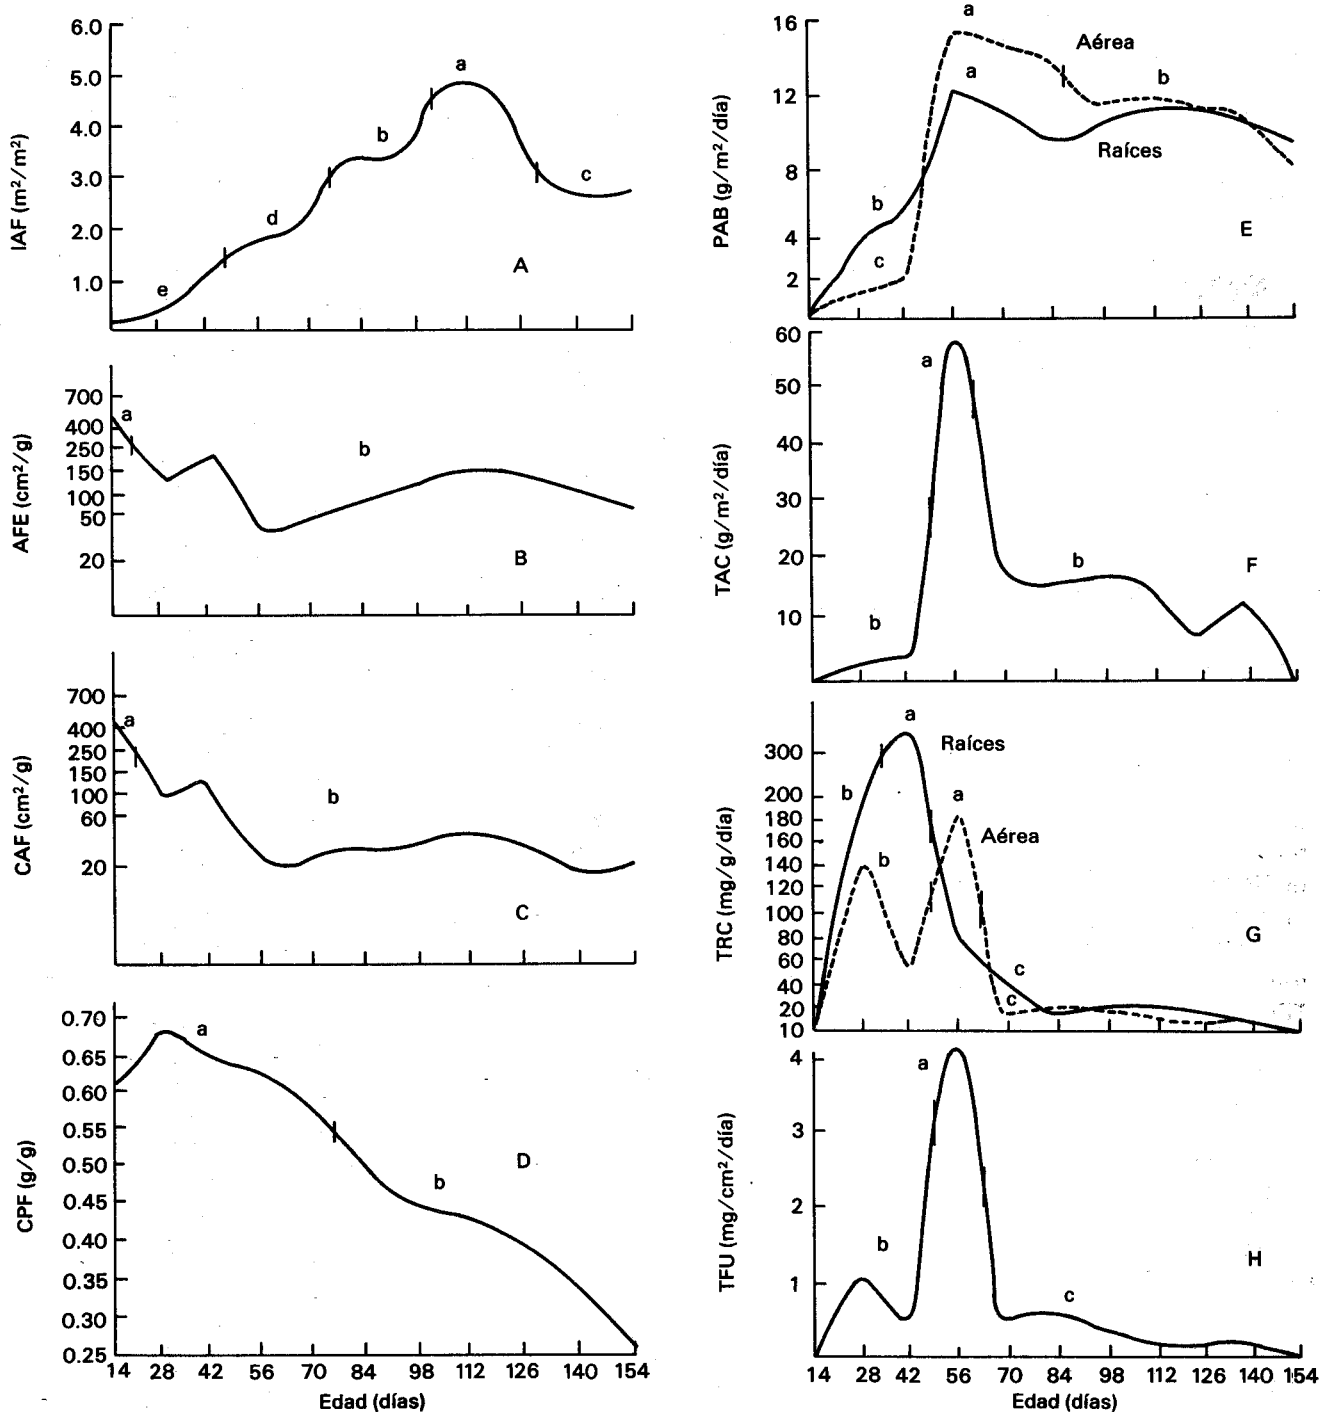 IAF (m²/m²)
6.0
5.0
4.0
3.0
2.0
1.0
a
b
c
d
e
A
AFE (cm²/g)
700
400
250
150
100
50
20
a
b
B
CAF (cm²/g)
700
400
250
150
100
60
20
a
b
C
CPF (g/g)
0.70
0.65
0.60
0.55
0.50
0.45
0.40
0.35
0.30
0.25
a
b
D
14 28 42 56 70 84 98 112 126 140 154
Edad (días)
PAB (g/m²/día)
16
12
8
4
2
a
Aérea
a
b
Raíces
b
c
E
TAC (g/m²/día)
60
50
40
30
20
10
a
b
b
F
TRC (mg/g/día)
300
200
180
160
140
120
100
80
60
40
20
10
a
Raíces
b
a
Aérea
b
c
c
G
TFU (mg/cm²/día)
4
3
2
1
a
b
c
H
14 28 42 56 70 84 98 112 126 140 154
Edad (días)